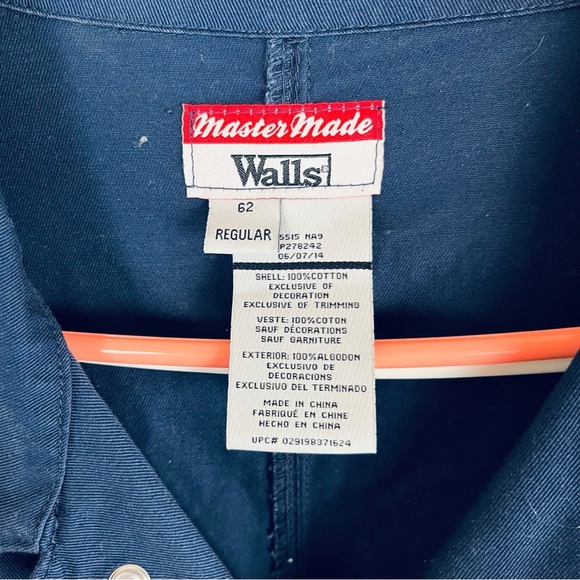 Master Made
Walls
62
REGULAR
5515 NA9
P278242
06/07/14
SHELL: 100%COTTON
EXCLUSIVE OF
DECORATION
EXCLUSIVE OF TRIMMING
VESTE: 100%COTON
SAUF DÉCORATIONS
SAUF GARNITURE
EXTERIOR: 100%ALGODON
EXCLUSIVO DE
DECORACIONS
EXCLUSIVO DEL TERMINADO
MADE IN CHINA
FABRIQUÉ EN CHINE
HECHO EN CHINA
UPC# 029198371624